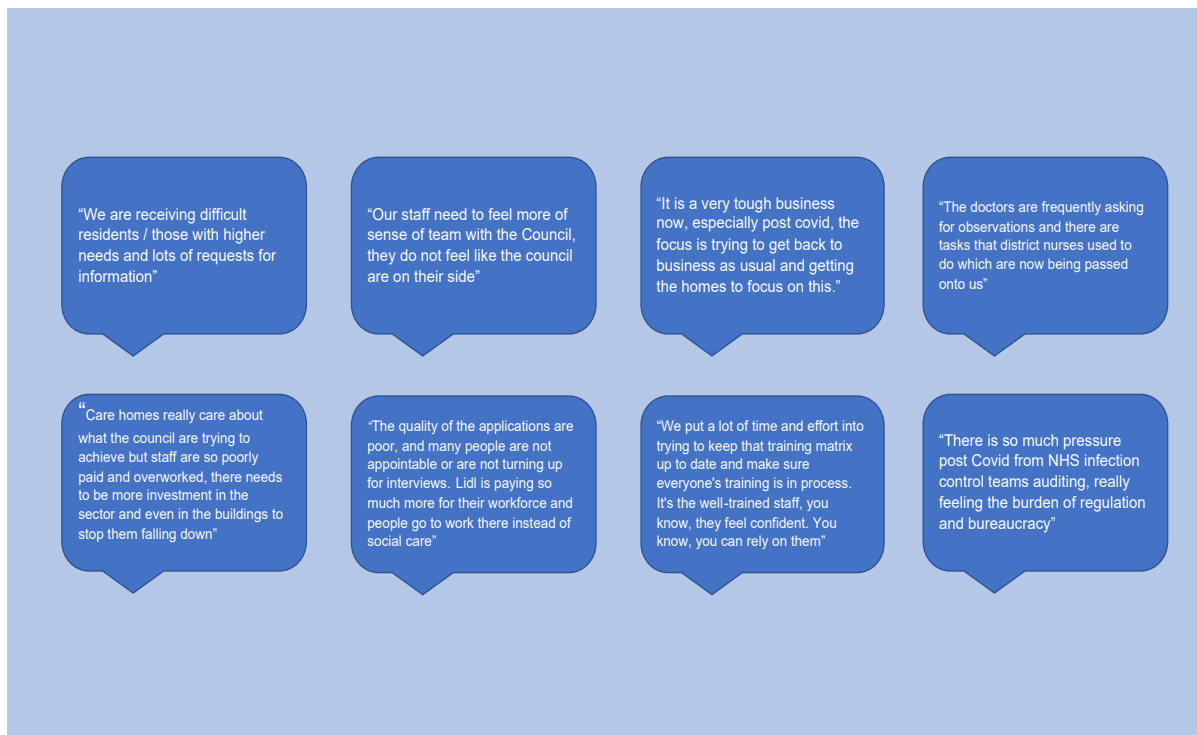 “We are receiving difficult
residents / those with higher
needs and lots of requests for
information”
“Our staff need to feel more of
sense of team with the Council,
they do not feel like the council
are on their side”
“It is a very tough business
now, especially post covid, the
focus is trying to get back to
business as usual and getting
the homes to focus on this.”
“The doctors are frequently asking
for observations and there are
tasks that district nurses used to
do which are now being passed
onto us”
“Care homes really care about
what the council are trying to
achieve but staff are so poorly
paid and overworked, there needs
to be more investment in the
sector and even in the buildings to
stop them falling down”
“The quality of the applications are
poor, and many people are not
appointable or are not turning up
for interviews. Lidl is paying so
much more for their workforce and
people go to work there instead of
social care”
“We put a lot of time and effort into
trying to keep that training matrix
up to date and make sure
everyone's training is in process.
It's the well-trained staff, you
know, they feel confident. You
know, you can rely on them”
“There is so much pressure
post Covid from NHS infection
control teams auditing, really
feeling the burden of regulation
and bureaucracy”